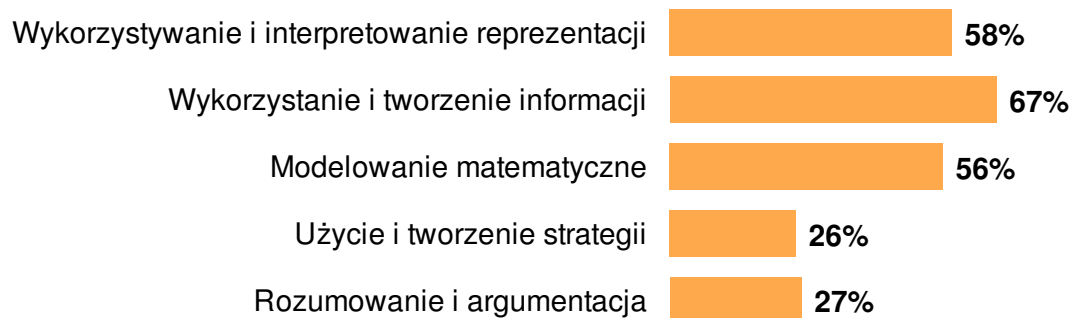 Wykorzystywanie i interpretowanie reprezentacji 58%
Wykorzystanie i tworzenie informacji 67%
Modelowanie matematyczne 56%
Użycie i tworzenie strategii 26%
Rozumowanie i argumentacja 27%